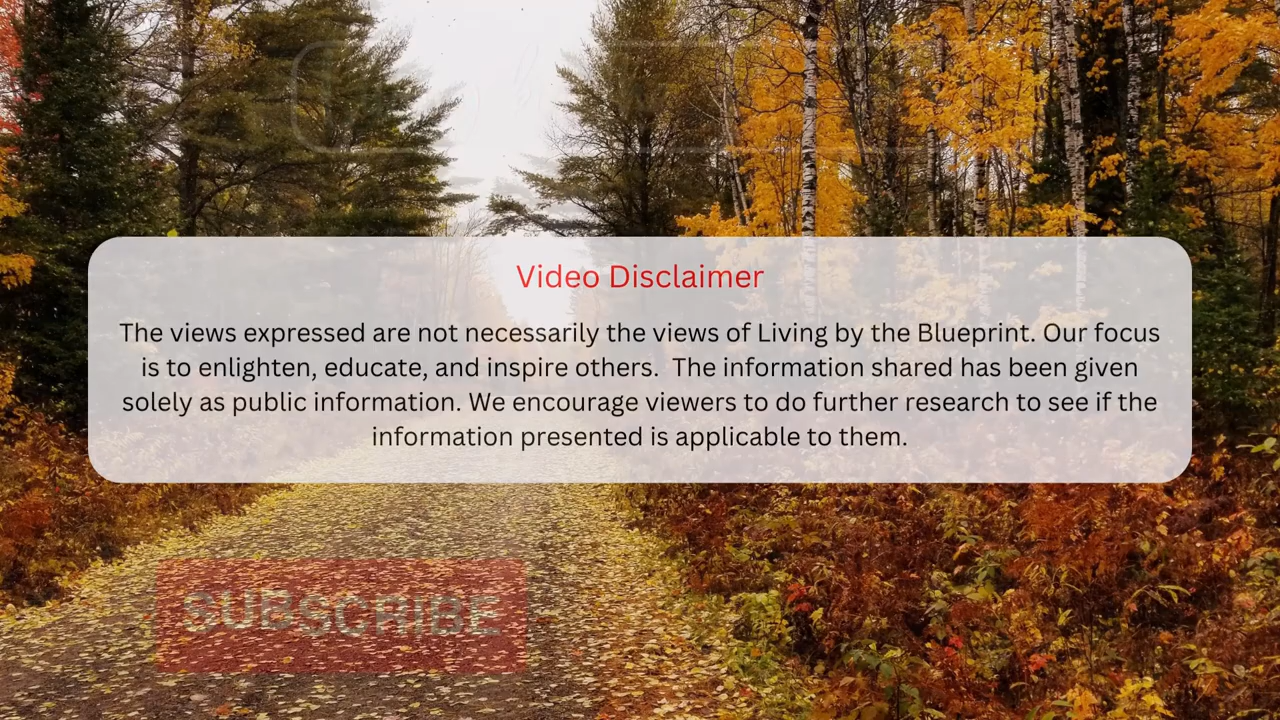 Video Disclaimer
The views expressed are not necessarily the views of Living by the Blueprint. Our focus
is to enlighten, educate, and inspire others.  The information shared has been given
solely as public information. We encourage viewers to do further research to see if the
information presented is applicable to them.
SUBSCRIBE